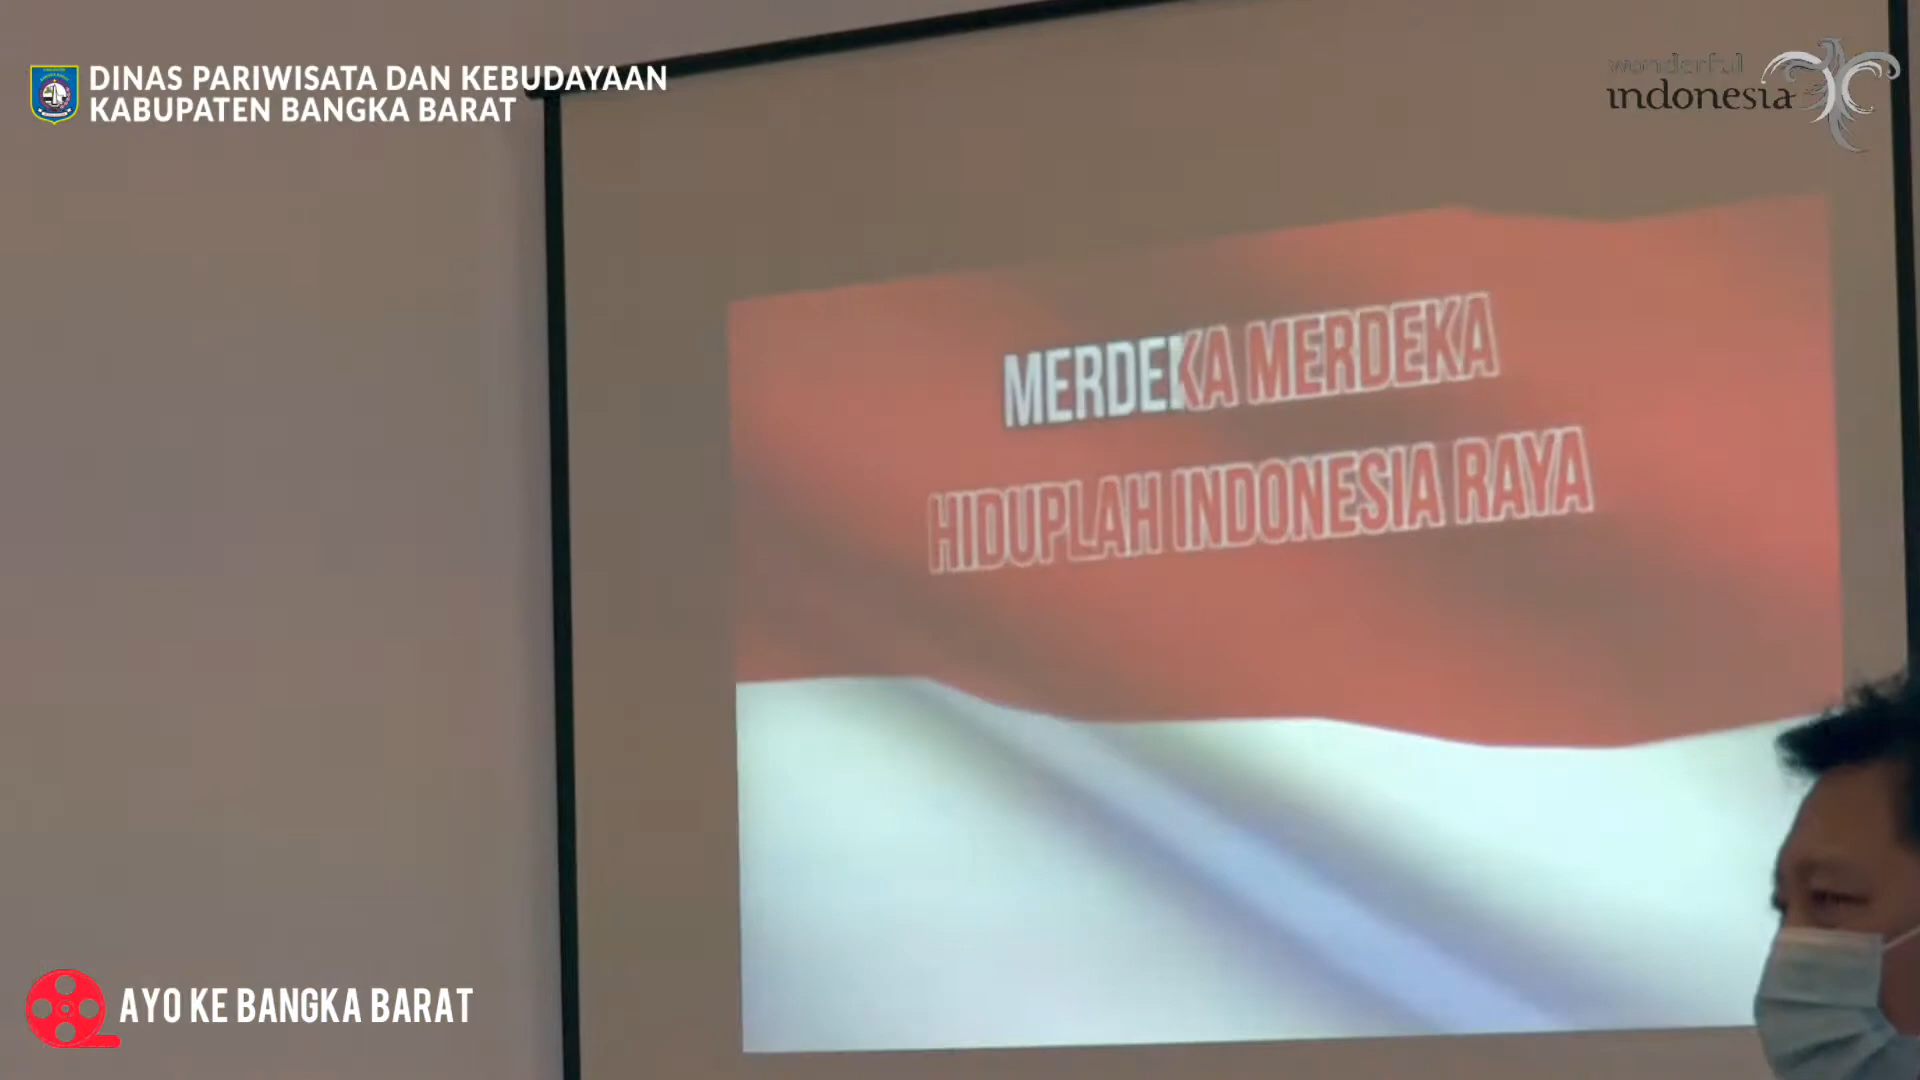 DINAS PARIWISATA DAN KEBUDAYAAN
KABUPATEN BANGKA BARAT
wonderful
indonesia
MERDEKA MERDEKA
HIDUPLAH INDONESIA RAYA
AYO KE BANGKA BARAT